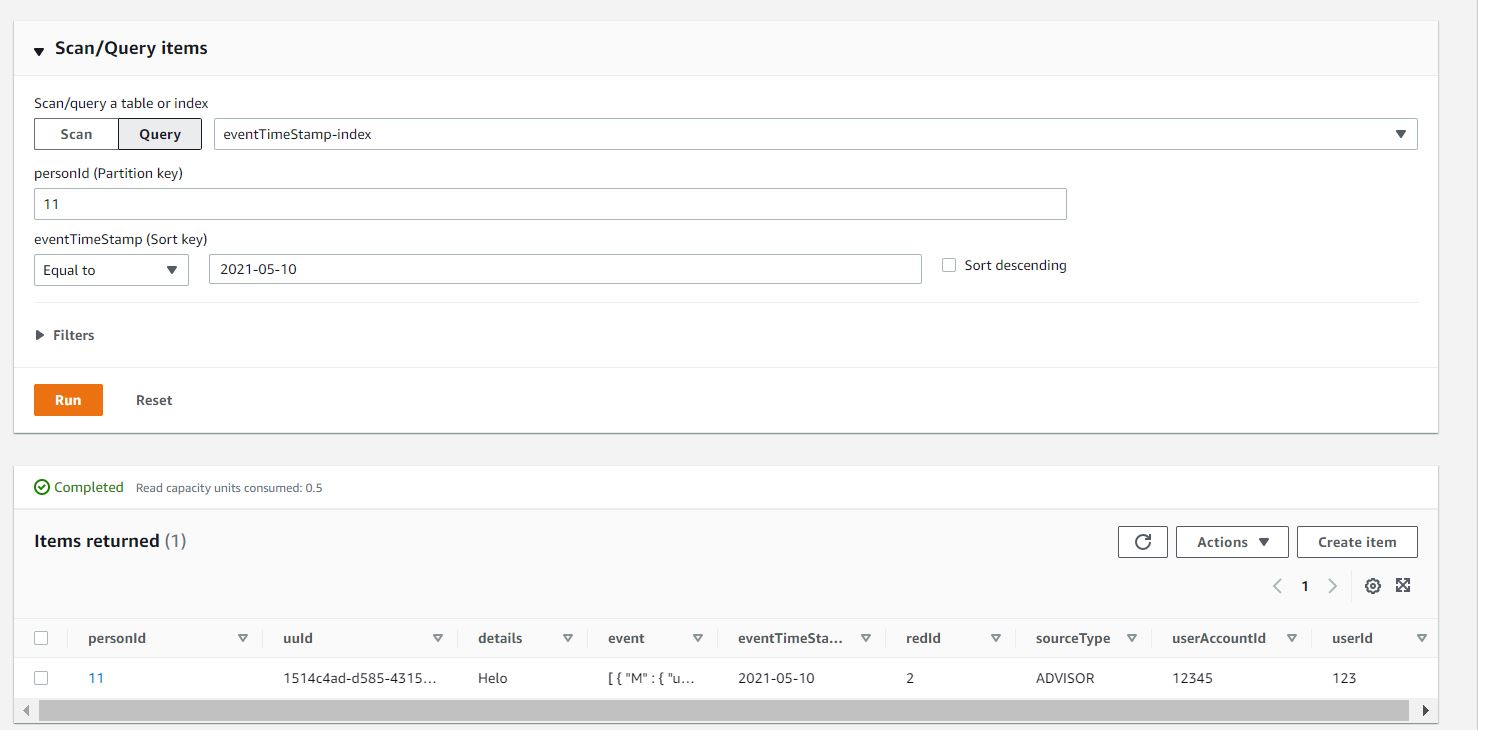 Scan/Query items
Scan/query a table or index
Scan Query eventTimeStamp-index
personId (Partition key)
11
eventTimeStamp (Sort key)
Equal to 2021-05-10 Sort descending
Filters
Run Reset
Completed Read capacity units consumed: 0.5
Items returned (1) Actions Create item
1
personId uuId details event eventTimeSta... redId sourceType userAccountId userId
11 1514c4ad-d585-4315... Helo [ { "M" : { "u... 2021-05-10 2 ADVISOR 12345 123